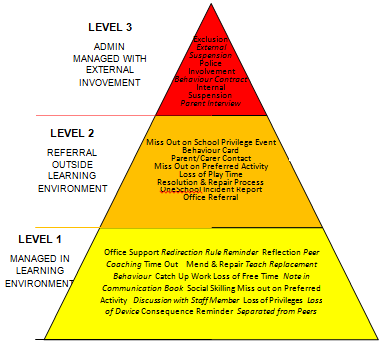 LEVEL 3
ADMIN
MANAGED WITH
EXTERNAL
INVOVEMENT
Exclusion
External
Suspension
Police
Involvement
Behaviour Contract
Internal
Suspension
Parent Interview
LEVEL 2
REFERRAL
OUTSIDE
LEARNING
ENVIRONMENT
Miss Out on School Privilege Event
Behaviour Card
Parent/Carer Contact
Miss Out on Preferred Activity
Loss of Play Time
Resolution & Repair Process
OneSchool Incident Report
Office Referral
LEVEL 1
MANAGED IN
LEARNING
ENVIRONMENT
Office Support Redirection Rule Reminder Reflection Peer
Coaching Time Out Mend & Repair Teach Replacement
Behaviour Catch Up Work Loss of Free Time Note in
Communication Book Social Skilling Miss out on Preferred
Activity Discussion with Staff Member Loss of Privileges Loss
of Device Consequence Reminder Separated from Peers